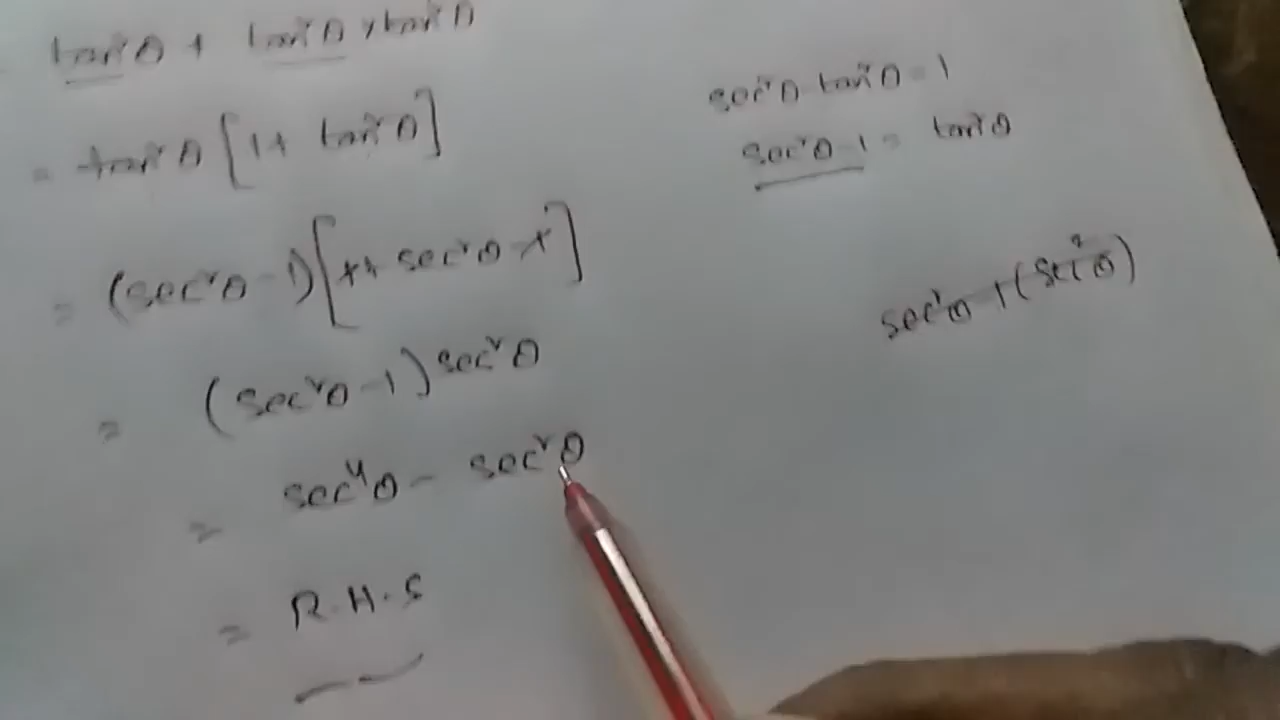 tan²θ + tan²θ × tan²θ
= tan²θ [1 + tan²θ]
= (sec²θ - 1)[1 + sec²θ - 1]
= (sec²θ - 1) sec²θ
= sec⁴θ - sec²θ
= R.H.S
sec²θ - tan²θ = 1
sec²θ - 1 = tan²θ
sec²θ - 1 (sec²θ)